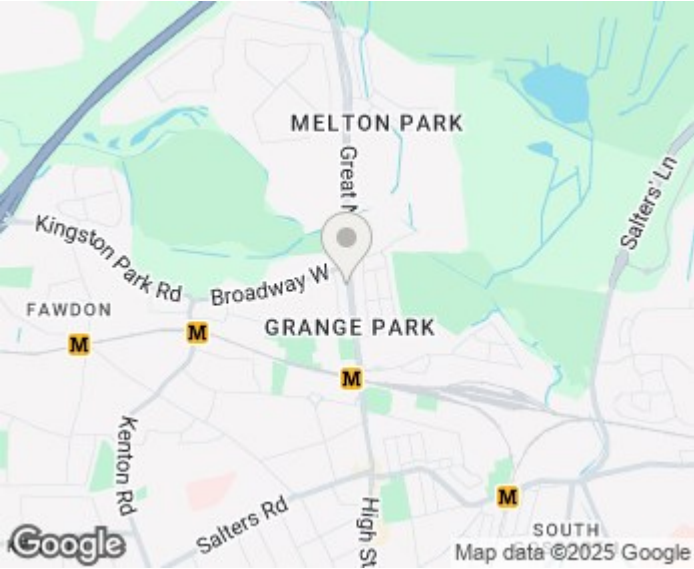 MELTON PARK
Great N
Salters' Ln
Kingston Park Rd
Broadway W
FAWDON
GRANGE PARK
M
M
M
Kenton Rd
High St
M
Salters Rd
SOUTH
Google
Map data ©2025 Google